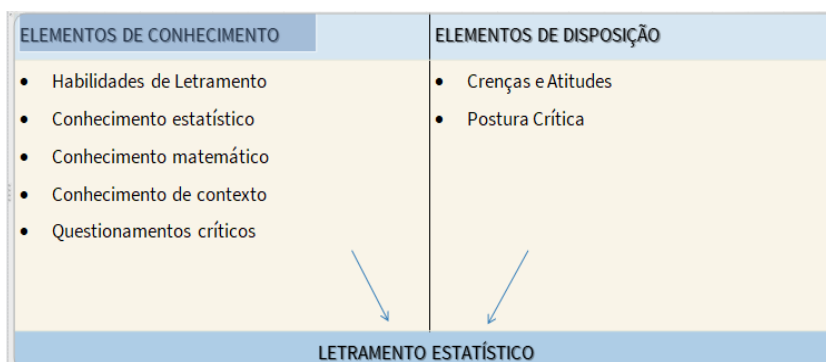 ELEMENTOS DE CONHECIMENTO
• Habilidades de Letramento
• Conhecimento estatístico
• Conhecimento matemático
• Conhecimento de contexto
• Questionamentos críticos
ELEMENTOS DE DISPOSIÇÃO
• Crenças e Atitudes
• Postura Crítica
LETRAMENTO ESTATÍSTICO